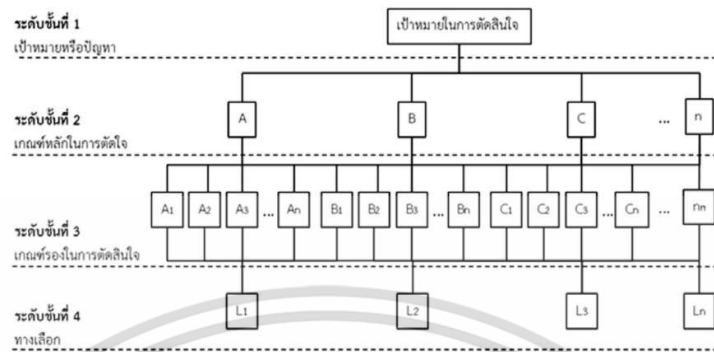 ระดับชั้นที่ 1
เป้าหมายหรือปัญหา
เป้าหมายในการตัดสินใจ
ระดับชั้นที่ 2
เกณฑ์หลักในการตัดใจ
A B C ... n
ระดับชั้นที่ 3
เกณฑ์รองในการตัดสินใจ
A1 A2 A3 ... An B1 B2 B3 ... Bn C1 C2 C3 ... Cn ... nn
ระดับชั้นที่ 4
ทางเลือก
L1 L2 L3 Ln